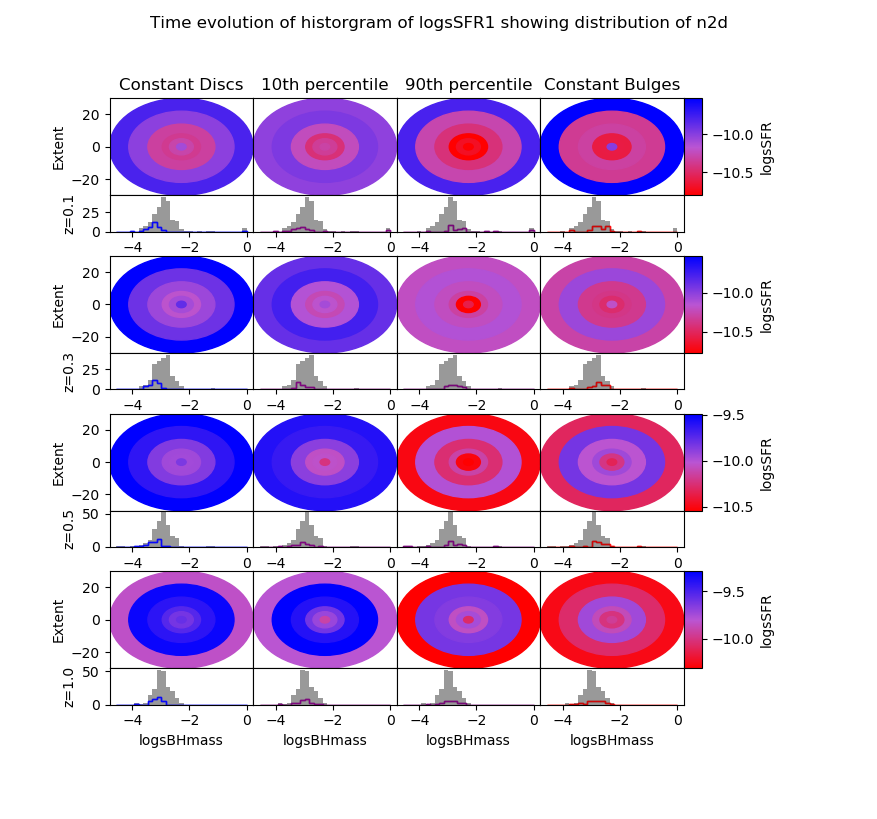 Time evolution of historgram of logsSFR1 showing distribution of n2d
Constant Discs 10th percentile 90th percentile Constant Bulges
Extent
20
0
−20
−10.0
−10.5
logsSFR
z=0.1
25
0
−4 −2 0 −4 −2 0 −4 −2 0 −4 −2 0
Extent
20
0
−20
−10.0
−10.5
logsSFR
z=0.3
25
0
−4 −2 0 −4 −2 0 −4 −2 0 −4 −2 0
Extent
20
0
−20
−9.5
−10.0
−10.5
logsSFR
z=0.5
50
0
−4 −2 0 −4 −2 0 −4 −2 0 −4 −2 0
Extent
20
0
−20
−9.5
−10.0
logsSFR
z=1.0
50
0
−4 −2 0 −4 −2 0 −4 −2 0 −4 −2 0
logsBHmass logsBHmass logsBHmass logsBHmass